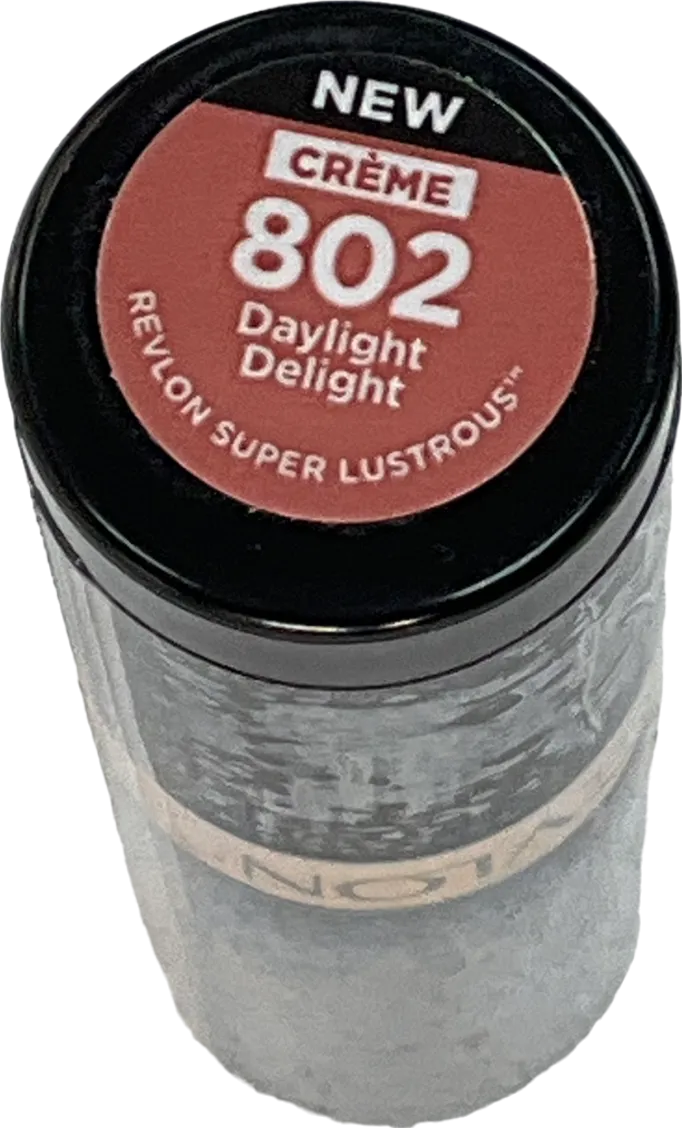 NEW
CRÈME
802
Daylight
Delight
REVLON SUPER LUSTROUS™